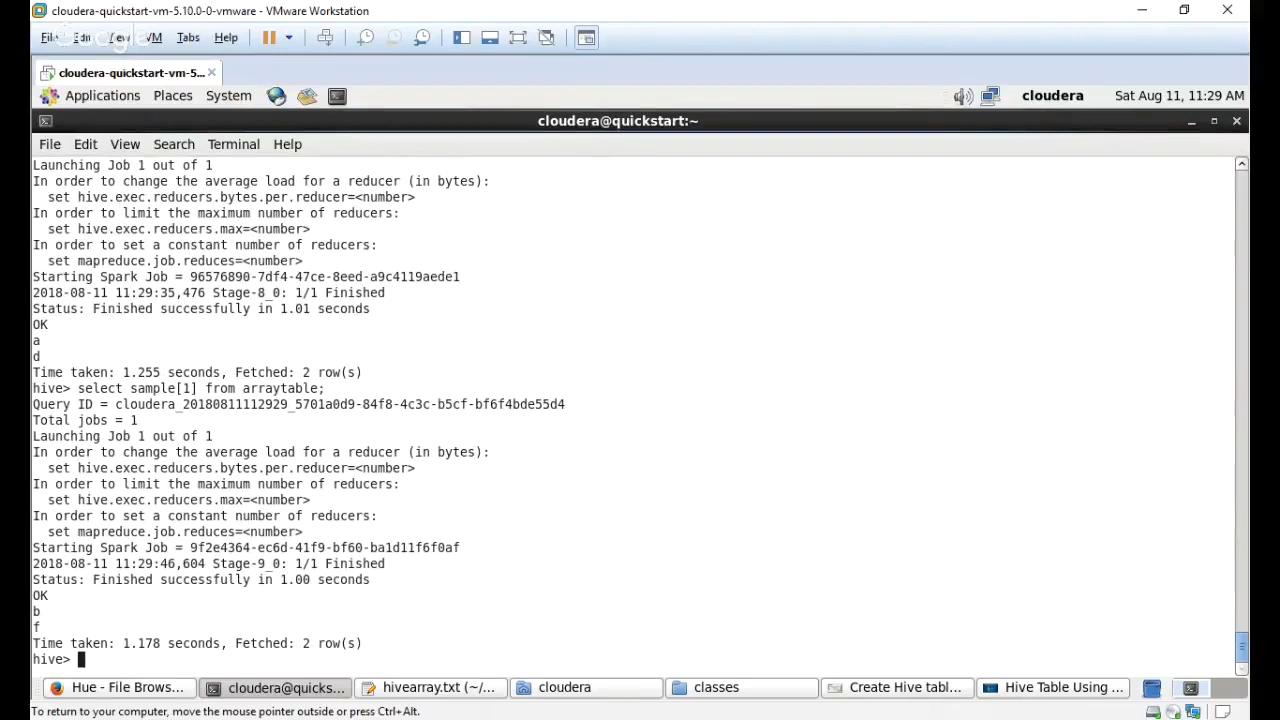 cloudera-quickstart-vm-5.10.0-0-vmware - VMware Workstation
File Edit View VM Tabs Help
cloudera-quickstart-vm-5...
Applications Places System cloudera Sat Aug 11, 11:29 AM
cloudera@quickstart:~
File Edit View Search Terminal Help
Launching Job 1 out of 1
In order to change the average load for a reducer (in bytes):
  set hive.exec.reducers.bytes.per.reducer=<number>
In order to limit the maximum number of reducers:
  set hive.exec.reducers.max=<number>
In order to set a constant number of reducers:
  set mapreduce.job.reduces=<number>
Starting Spark Job = 96576890-7df4-47ce-8eed-a9c4119aede1
2018-08-11 11:29:35,476 Stage-8_0: 1/1 Finished
Status: Finished successfully in 1.01 seconds
OK
a
d
Time taken: 1.255 seconds, Fetched: 2 row(s)
hive> select sample[1] from arraytable;
Query ID = cloudera_20180811112929_5701a0d9-84f8-4c3c-b5cf-bf6f4bde55d4
Total jobs = 1
Launching Job 1 out of 1
In order to change the average load for a reducer (in bytes):
  set hive.exec.reducers.bytes.per.reducer=<number>
In order to limit the maximum number of reducers:
  set hive.exec.reducers.max=<number>
In order to set a constant number of reducers:
  set mapreduce.job.reduces=<number>
Starting Spark Job = 9f2e4364-ec6d-41f9-bf60-ba1d11f6f0af
2018-08-11 11:29:46,604 Stage-9_0: 1/1 Finished
Status: Finished successfully in 1.00 seconds
OK
b
f
Time taken: 1.178 seconds, Fetched: 2 row(s)
hive>
Hue - File Brows... cloudera@quicks... hivearray.txt (~/... cloudera classes Create Hive tabl... Hive Table Using ...
To return to your computer, move the mouse pointer outside or press Ctrl+Alt.